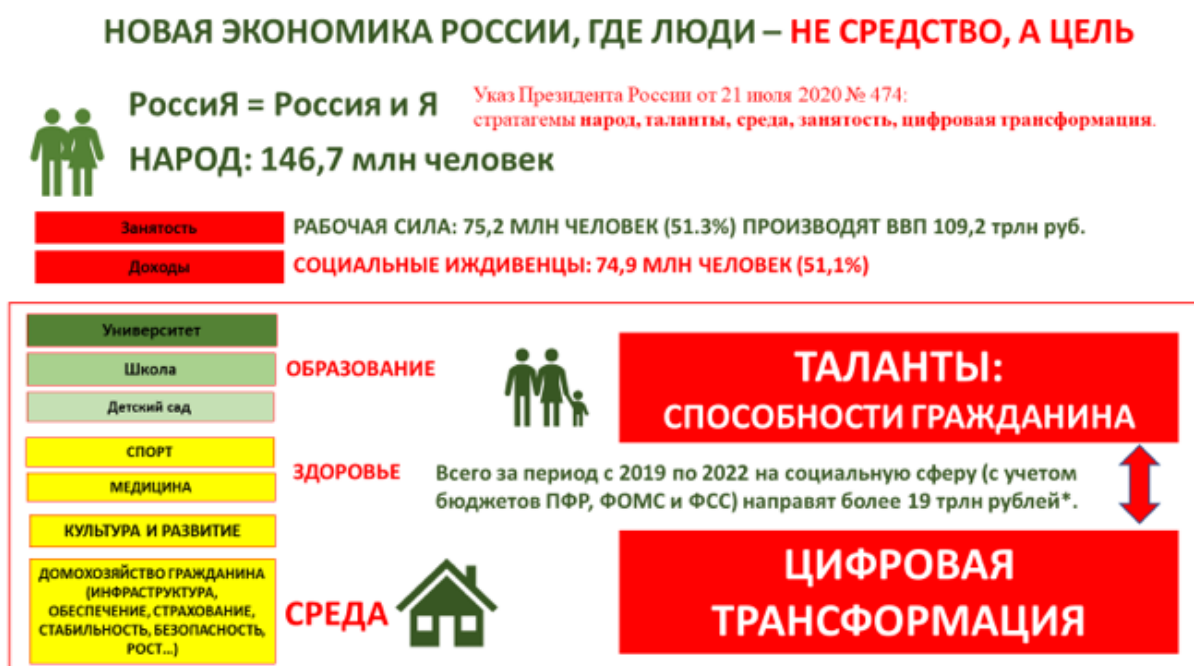 НОВАЯ ЭКОНОМИКА РОССИИ, ГДЕ ЛЮДИ – НЕ СРЕДСТВО, А ЦЕЛЬ
РоссиЯ = Россия и Я
Указ Президента России от 21 июля 2020 № 474:
стратагемы народ, таланты, среда, занятость, цифровая трансформация.
НАРОД: 146,7 млн человек
Занятость
РАБОЧАЯ СИЛА: 75,2 МЛН ЧЕЛОВЕК (51.3%) ПРОИЗВОДЯТ ВВП 109,2 трлн руб.
Доходы
СОЦИАЛЬНЫЕ ИЖДИВЕНЦЫ: 74,9 МЛН ЧЕЛОВЕК (51,1%)
Университет
Школа
Детский сад
ОБРАЗОВАНИЕ
ТАЛАНТЫ:
СПОСОБНОСТИ ГРАЖДАНИНА
СПОРТ
МЕДИЦИНА
ЗДОРОВЬЕ
Всего за период с 2019 по 2022 на социальную сферу (с учетом
бюджетов ПФР, ФОМС и ФСС) направят более 19 трлн рублей*.
КУЛЬТУРА И РАЗВИТИЕ
ДОМОХОЗЯЙСТВО ГРАЖДАНИНА
(ИНФРАСТРУКТУРА,
ОБЕСПЕЧЕНИЕ, СТРАХОВАНИЕ,
СТАБИЛЬНОСТЬ, БЕЗОПАСНОСТЬ,
РОСТ...)
СРЕДА
ЦИФРОВАЯ
ТРАНСФОРМАЦИЯ